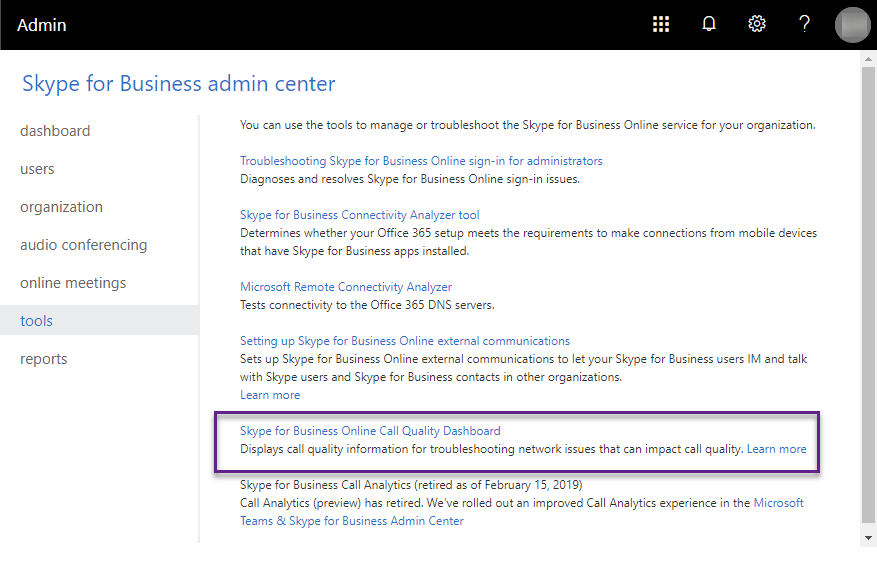 Admin
?
Skype for Business admin center
dashboard
users
organization
audio conferencing
online meetings
tools
reports
You can use the tools to manage or troubleshoot the Skype for Business Online service for your organization.
Troubleshooting Skype for Business Online sign-in for administrators
Diagnoses and resolves Skype for Business Online sign-in issues.
Skype for Business Connectivity Analyzer tool
Determines whether your Office 365 setup meets the requirements to make connections from mobile devices
that have Skype for Business apps installed.
Microsoft Remote Connectivity Analyzer
Tests connectivity to the Office 365 DNS servers.
Setting up Skype for Business Online external communications
Sets up Skype for Business Online external communications to let your Skype for Business users IM and talk
with Skype users and Skype for Business contacts in other organizations.
Learn more
Skype for Business Online Call Quality Dashboard
Displays call quality information for troubleshooting network issues that can impact call quality. Learn more
Skype for Business Call Analytics (retired as of February 15, 2019)
Call Analytics (preview) has retired. We've rolled out an improved Call Analytics experience in the Microsoft
Teams & Skype for Business Admin Center